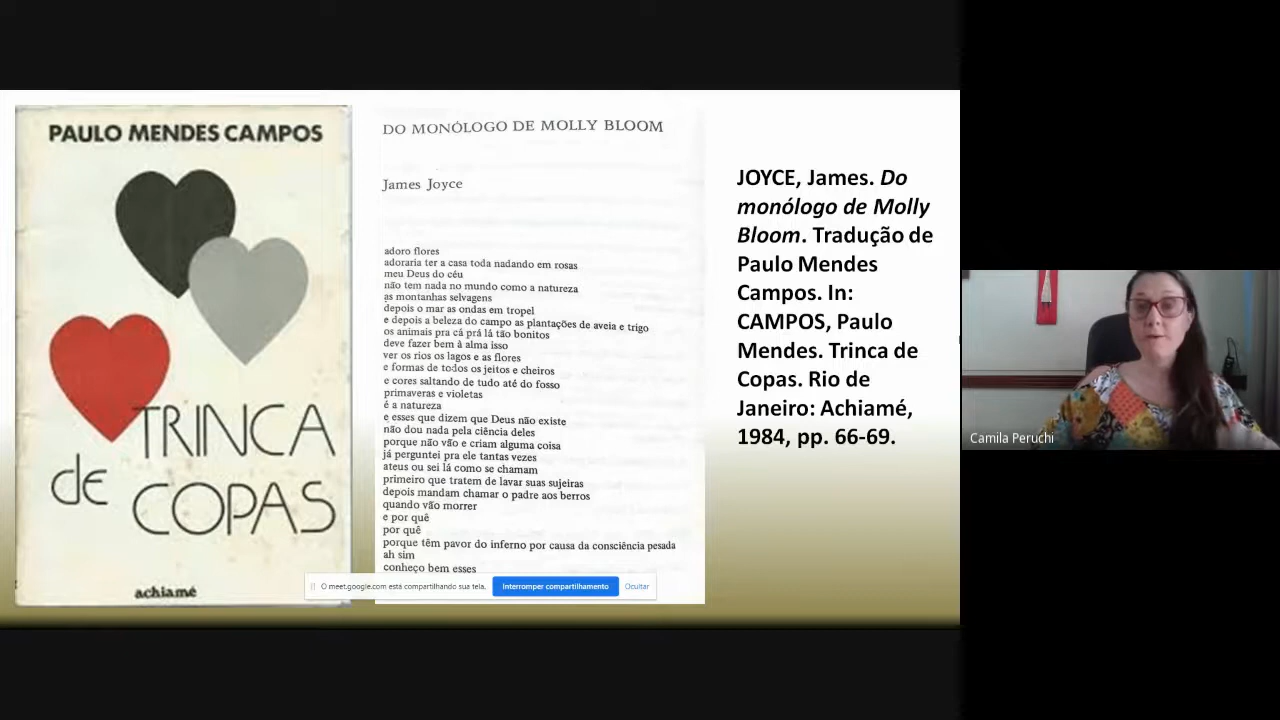 PAULO MENDES CAMPOS
TRINCA
de
COPAS
achiamé
DO MONÓLOGO DE MOLLY BLOOM
James Joyce
adoro flores
adoraria ter a casa toda nadando em rosas
meu Deus do céu
não tem nada no mundo como a natureza
as montanhas selvagens
depois o mar as ondas em tropel
e depois a beleza do campo as plantações de aveia e trigo
os animais pra cá prá lá tão bonitos
deve fazer bem à alma isso
ver os rios os lagos e as flores
e formas de todos os jeitos e cheiros
e cores saltando de tudo até do fosso
primaveras e violetas
é a natureza
e esses que dizem que Deus não existe
não dou nada pela ciência deles
porque não vão e criam alguma coisa
já perguntei pra ele tantas vezes
ateus ou sei lá como se chamam
primeiro que tratem de lavar suas sujeiras
depois mandam chamar o padre aos berros
quando vão morrer
e por quê
por quê
porque têm pavor do inferno por causa da consciência pesada
ah sim
conheço bem esses
O meet.google.com está compartilhando sua tela.
Interromper compartilhamento
Ocultar
JOYCE, James. Do
monólogo de Molly
Bloom. Tradução de
Paulo Mendes
Campos. In:
CAMPOS, Paulo
Mendes. Trinca de
Copas. Rio de
Janeiro: Achiamé,
1984, pp. 66-69.
Camila Peruchi